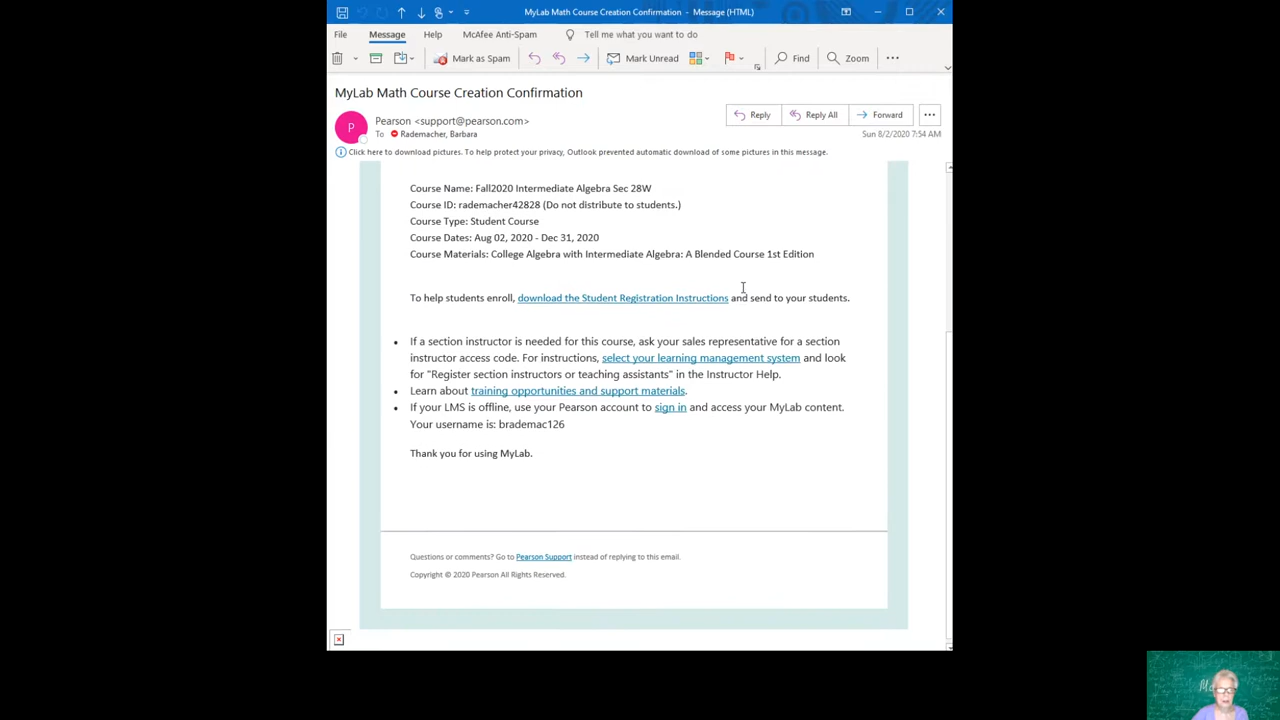 MyLab Math Course Creation Confirmation - Message (HTML)
File Message Help McAfee Anti-Spam Tell me what you want to do
Mark as Spam Mark Unread Find Zoom
MyLab Math Course Creation Confirmation
P
Pearson <support@pearson.com>
To Rademacher, Barbara
Reply Reply All Forward
Sun 8/2/2020 7:54 AM
Click here to download pictures. To help protect your privacy, Outlook prevented automatic download of some pictures in this message.
Course Name: Fall2020 Intermediate Algebra Sec 28W
Course ID: rademacher42828 (Do not distribute to students.)
Course Type: Student Course
Course Dates: Aug 02, 2020 - Dec 31, 2020
Course Materials: College Algebra with Intermediate Algebra: A Blended Course 1st Edition
To help students enroll, download the Student Registration Instructions and send to your students.
• If a section instructor is needed for this course, ask your sales representative for a section
instructor access code. For instructions, select your learning management system and look
for "Register section instructors or teaching assistants" in the Instructor Help.
• Learn about training opportunities and support materials.
• If your LMS is offline, use your Pearson account to sign in and access your MyLab content.
Your username is: brademac126
Thank you for using MyLab.
Questions or comments? Go to Pearson Support instead of replying to this email.
Copyright © 2020 Pearson All Rights Reserved.